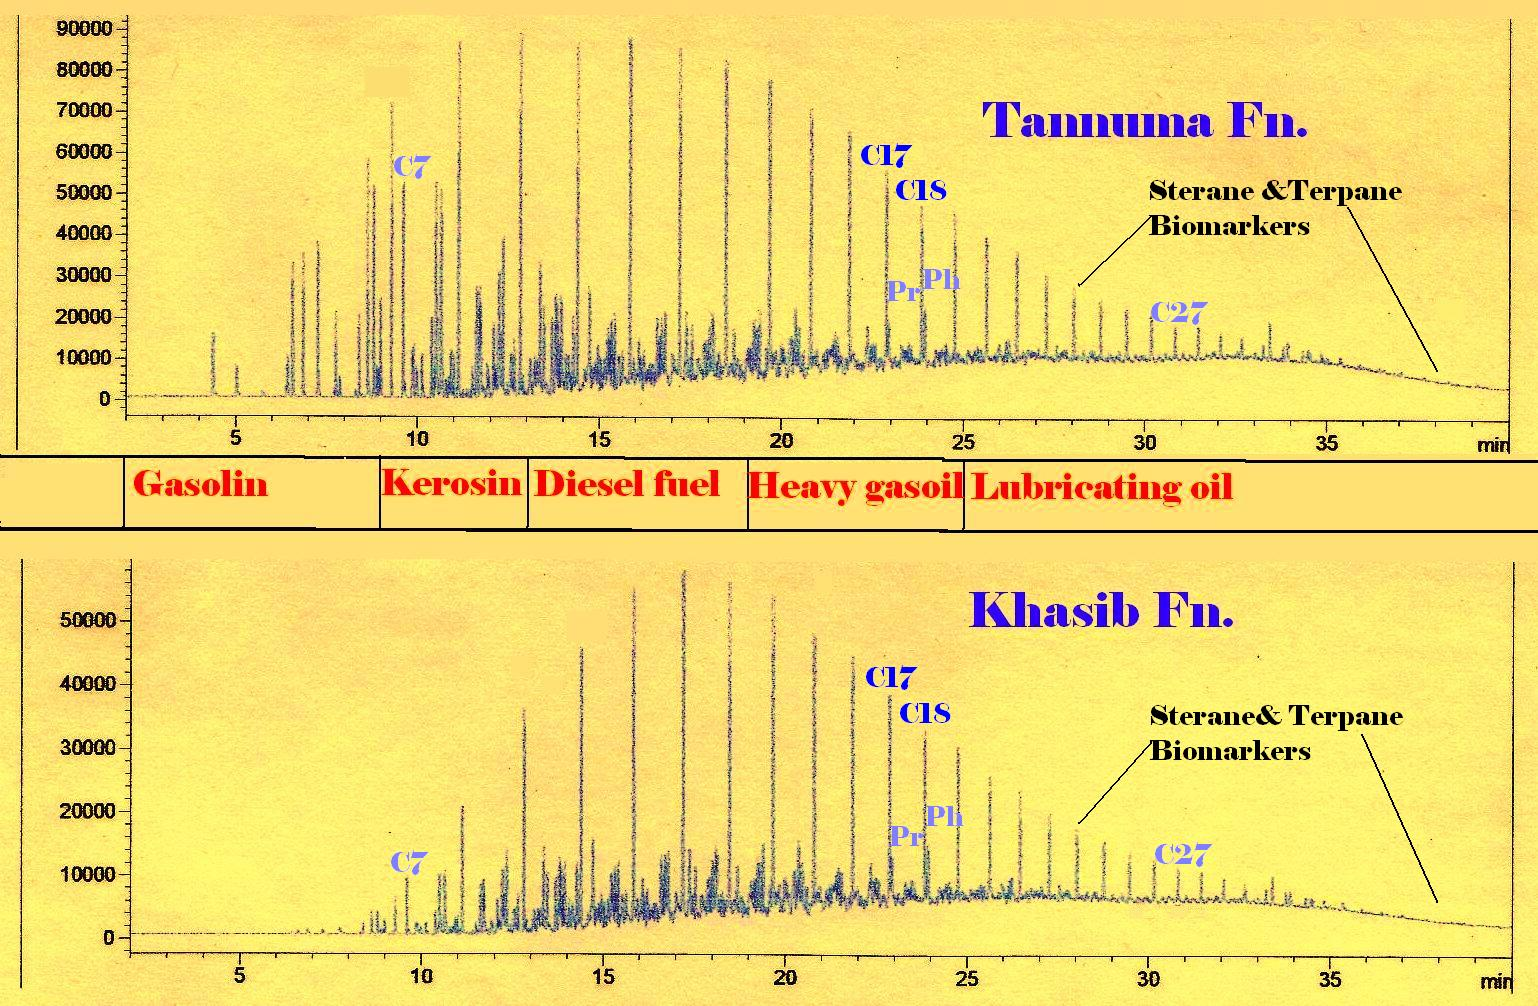 90000
80000
70000
60000
50000
40000
30000
20000
10000
0
Tannuma Fn.
C7
C17
C18
Sterane &Terpane
Biomarkers
Pr
Ph
C27
5
10
15
20
25
30
35
min
Gasolin
Kerosin
Diesel fuel
Heavy gasoil
Lubricating oil
50000
40000
30000
20000
10000
0
Khasib Fn.
C17
C18
Sterane& Terpane
Biomarkers
Ph
Pr
C7
C27
5
10
15
20
25
30
35
min